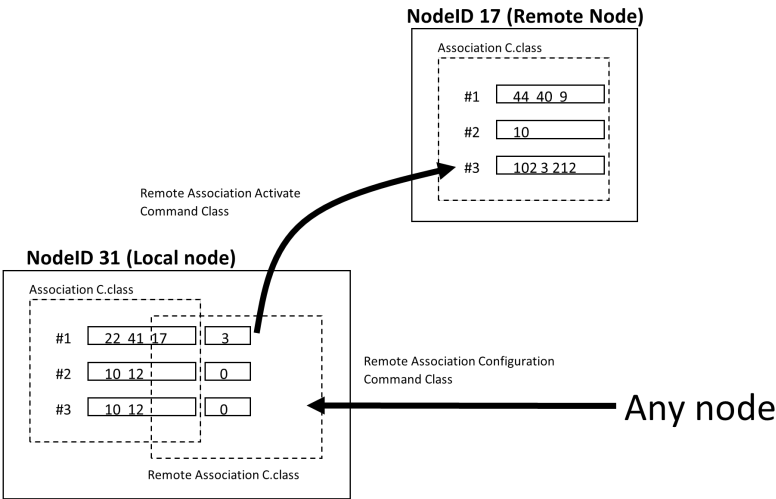 NodeID 17 (Remote Node)
Association C.class
#1 44 40 9
#2 10
#3 102 3 212
Remote Association Activate
Command Class
NodeID 31 (Local node)
Association C.class
#1 22 41 17 3
#2 10 12 0
#3 10 12 0
Remote Association C.class
Remote Association Configuration
Command Class
Any node